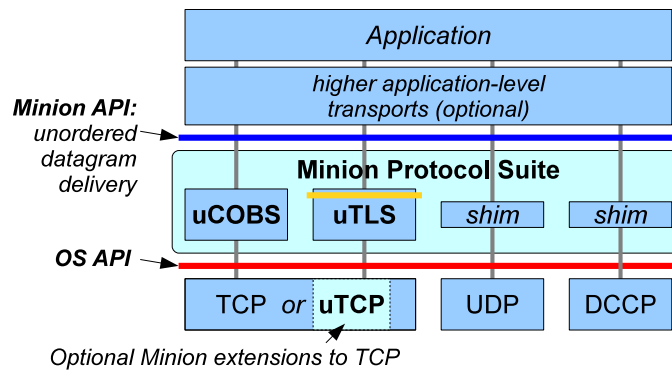 Application
higher application-level
transports (optional)
Minion API:
unordered
datagram
delivery
Minion Protocol Suite
uCOBS
uTLS
shim
shim
OS API
TCP or uTCP
UDP
DCCP
Optional Minion extensions to TCP